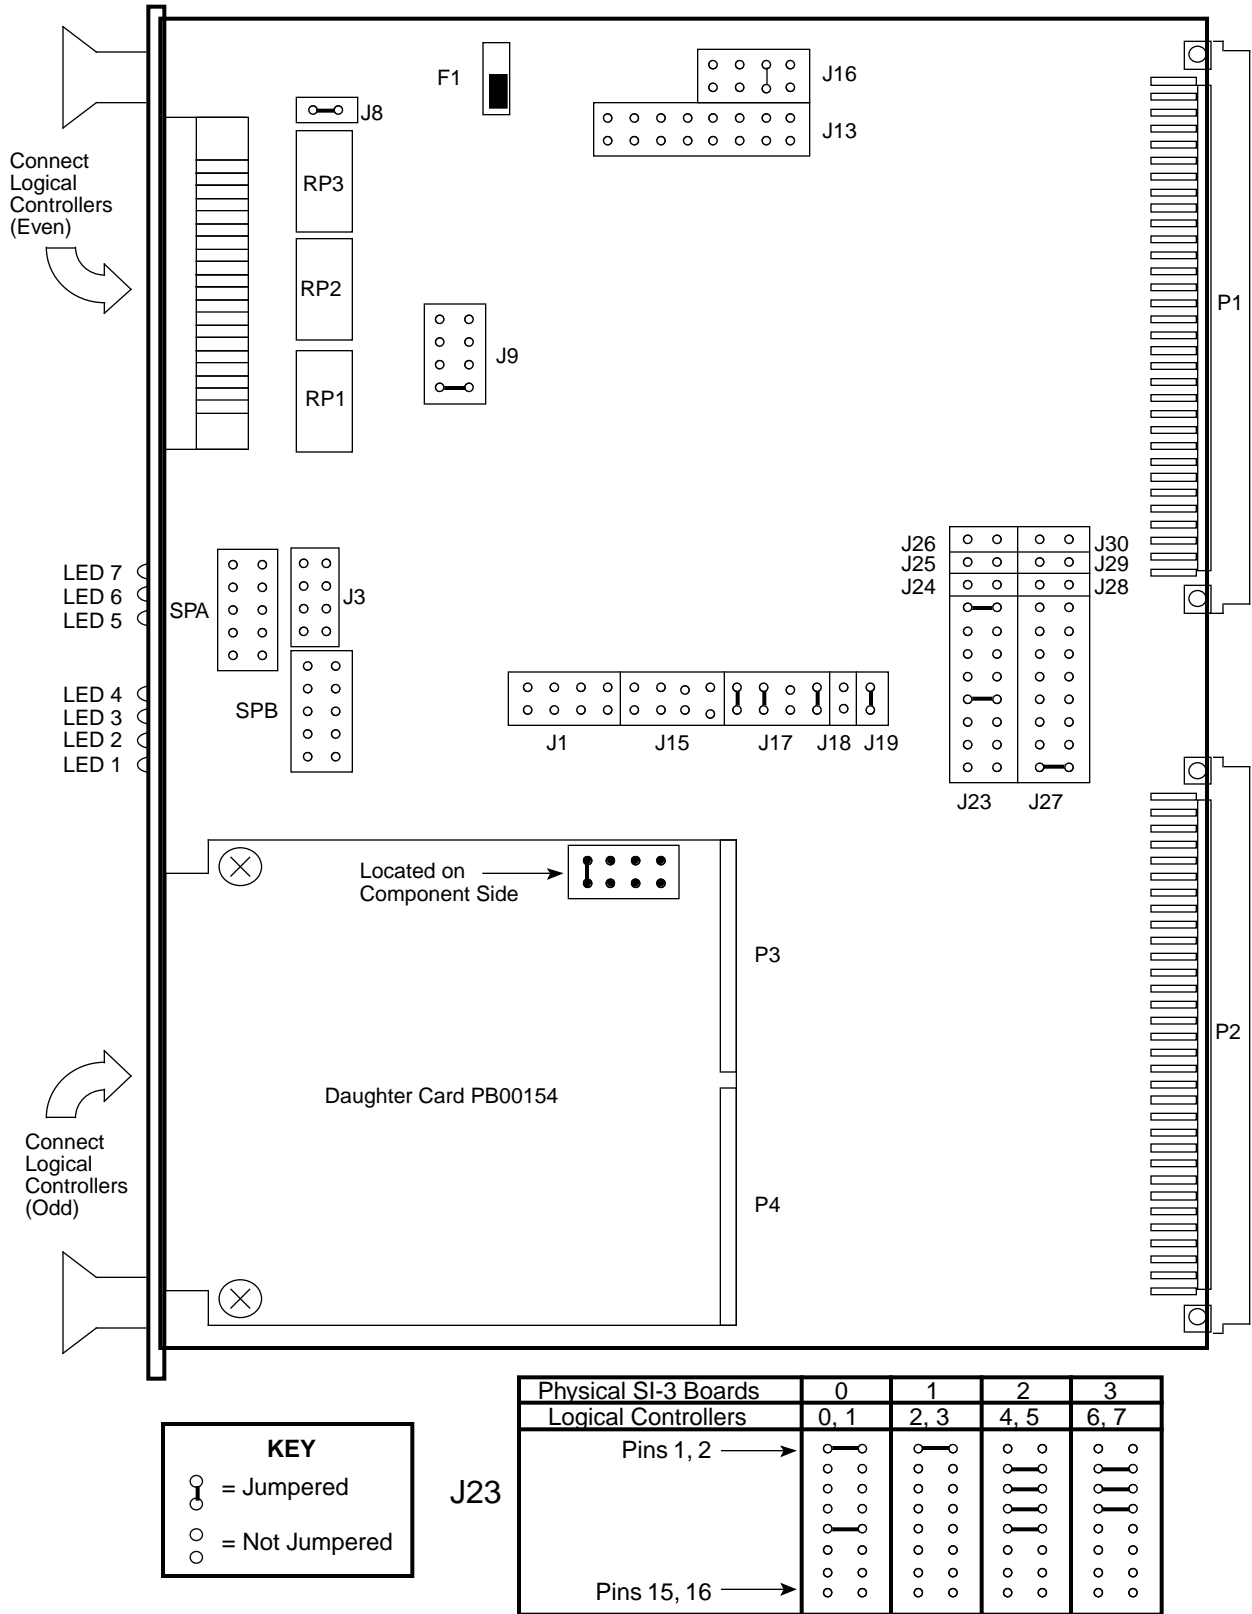 F1
J16
J8
J13
Connect
Logical
Controllers
(Even)
RP3
RP2
P1
J9
RP1
J26
J30
J25
J29
J24
J28
LED 7
LED 6
LED 5
SPA
J3
LED 4
LED 3
LED 2
LED 1
SPB
J1
J15
J17
J18
J19
J23
J27
Located on
Component Side
P3
P2
Daughter Card PB00154
Connect
Logical
Controllers
(Odd)
P4
Physical SI-3 Boards 0 1 2 3
Logical Controllers 0, 1 2, 3 4, 5 6, 7
KEY
= Jumpered
= Not Jumpered
J23
Pins 1, 2
Pins 15, 16